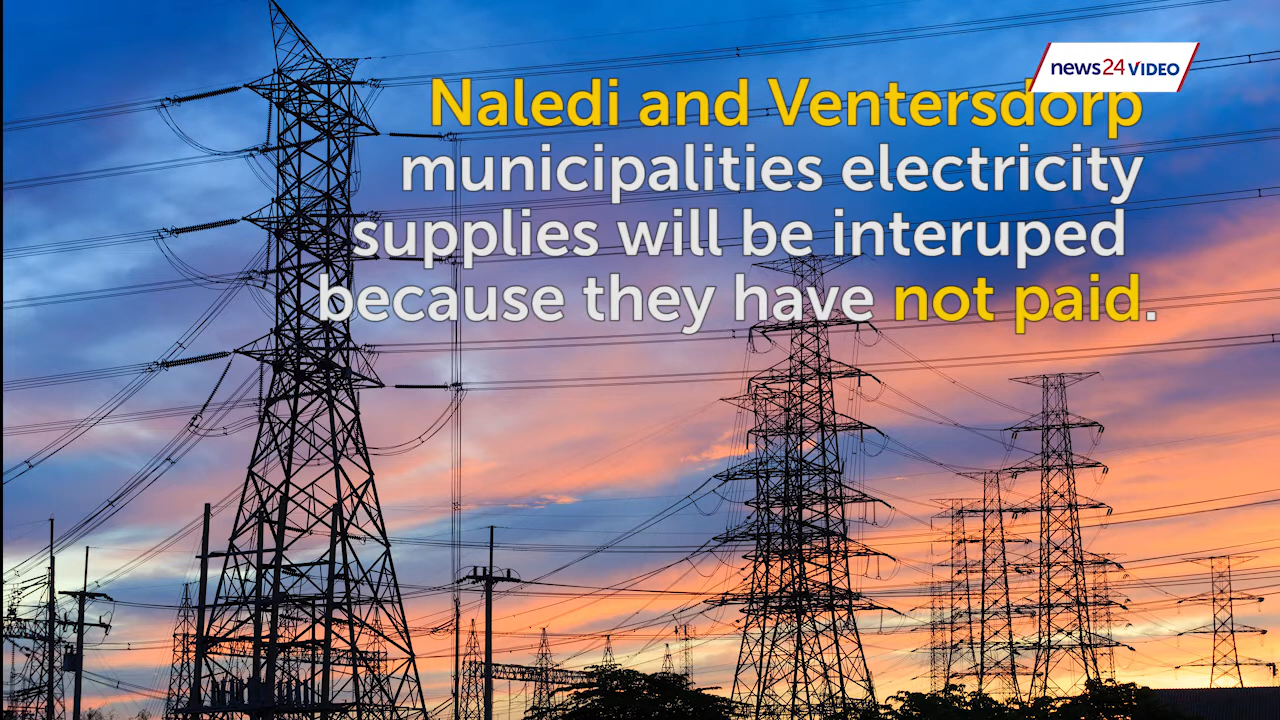 news24 VIDEO
Naledi and Ventersdorp
municipalities electricity
supplies will be interuped
because they have not paid.